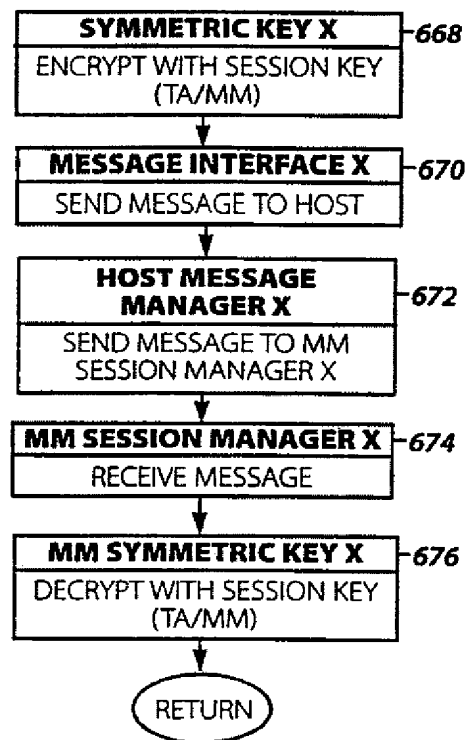 SYMMETRIC KEY X 668
ENCRYPT WITH SESSION KEY
(TA/MM)
MESSAGE INTERFACE X 670
SEND MESSAGE TO HOST
HOST MESSAGE
MANAGER X 672
SEND MESSAGE TO MM
SESSION MANAGER X
MM SESSION MANAGER X 674
RECEIVE MESSAGE
MM SYMMETRIC KEY X 676
DECRYPT WITH SESSION KEY
(TA/MM)
RETURN